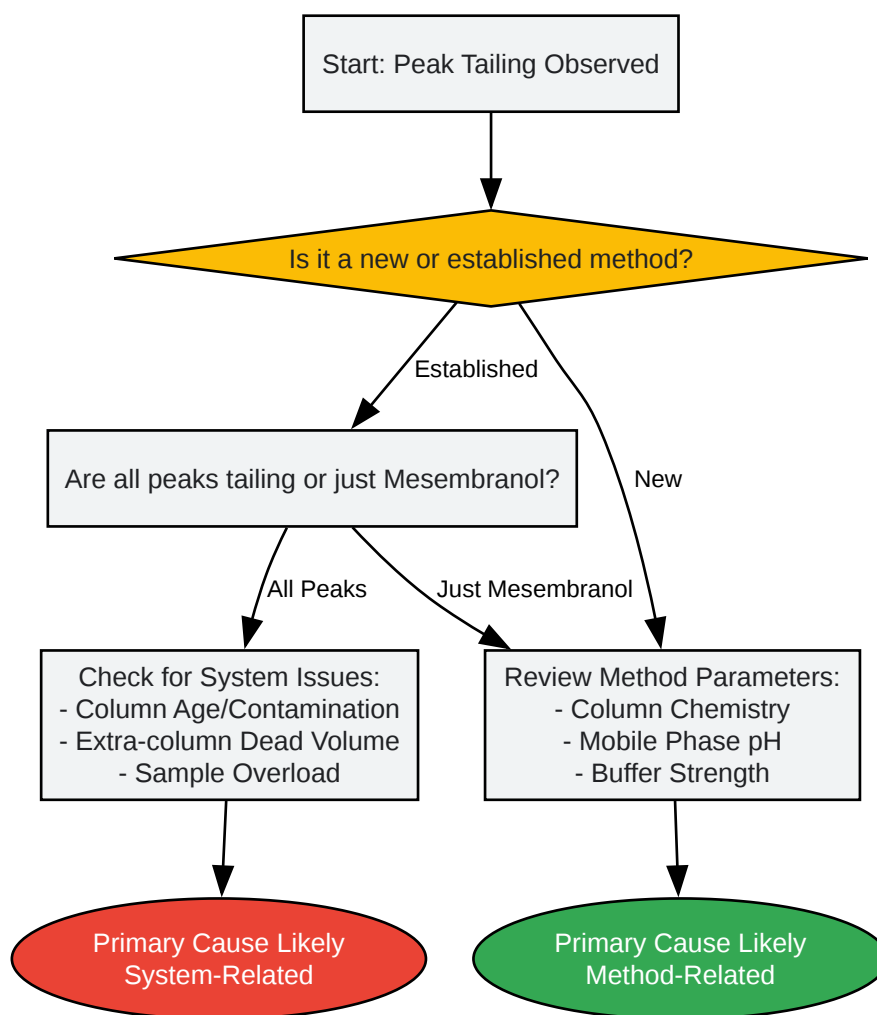 Start: Peak Tailing Observed
Is it a new or established method?
Established
Are all peaks tailing or just Mesembranol?
New
All Peaks
Just Mesembranol
Check for System Issues:
- Column Age/Contamination
- Extra-column Dead Volume
- Sample Overload
Review Method Parameters:
- Column Chemistry
- Mobile Phase pH
- Buffer Strength
Primary Cause Likely
System-Related
Primary Cause Likely
Method-Related